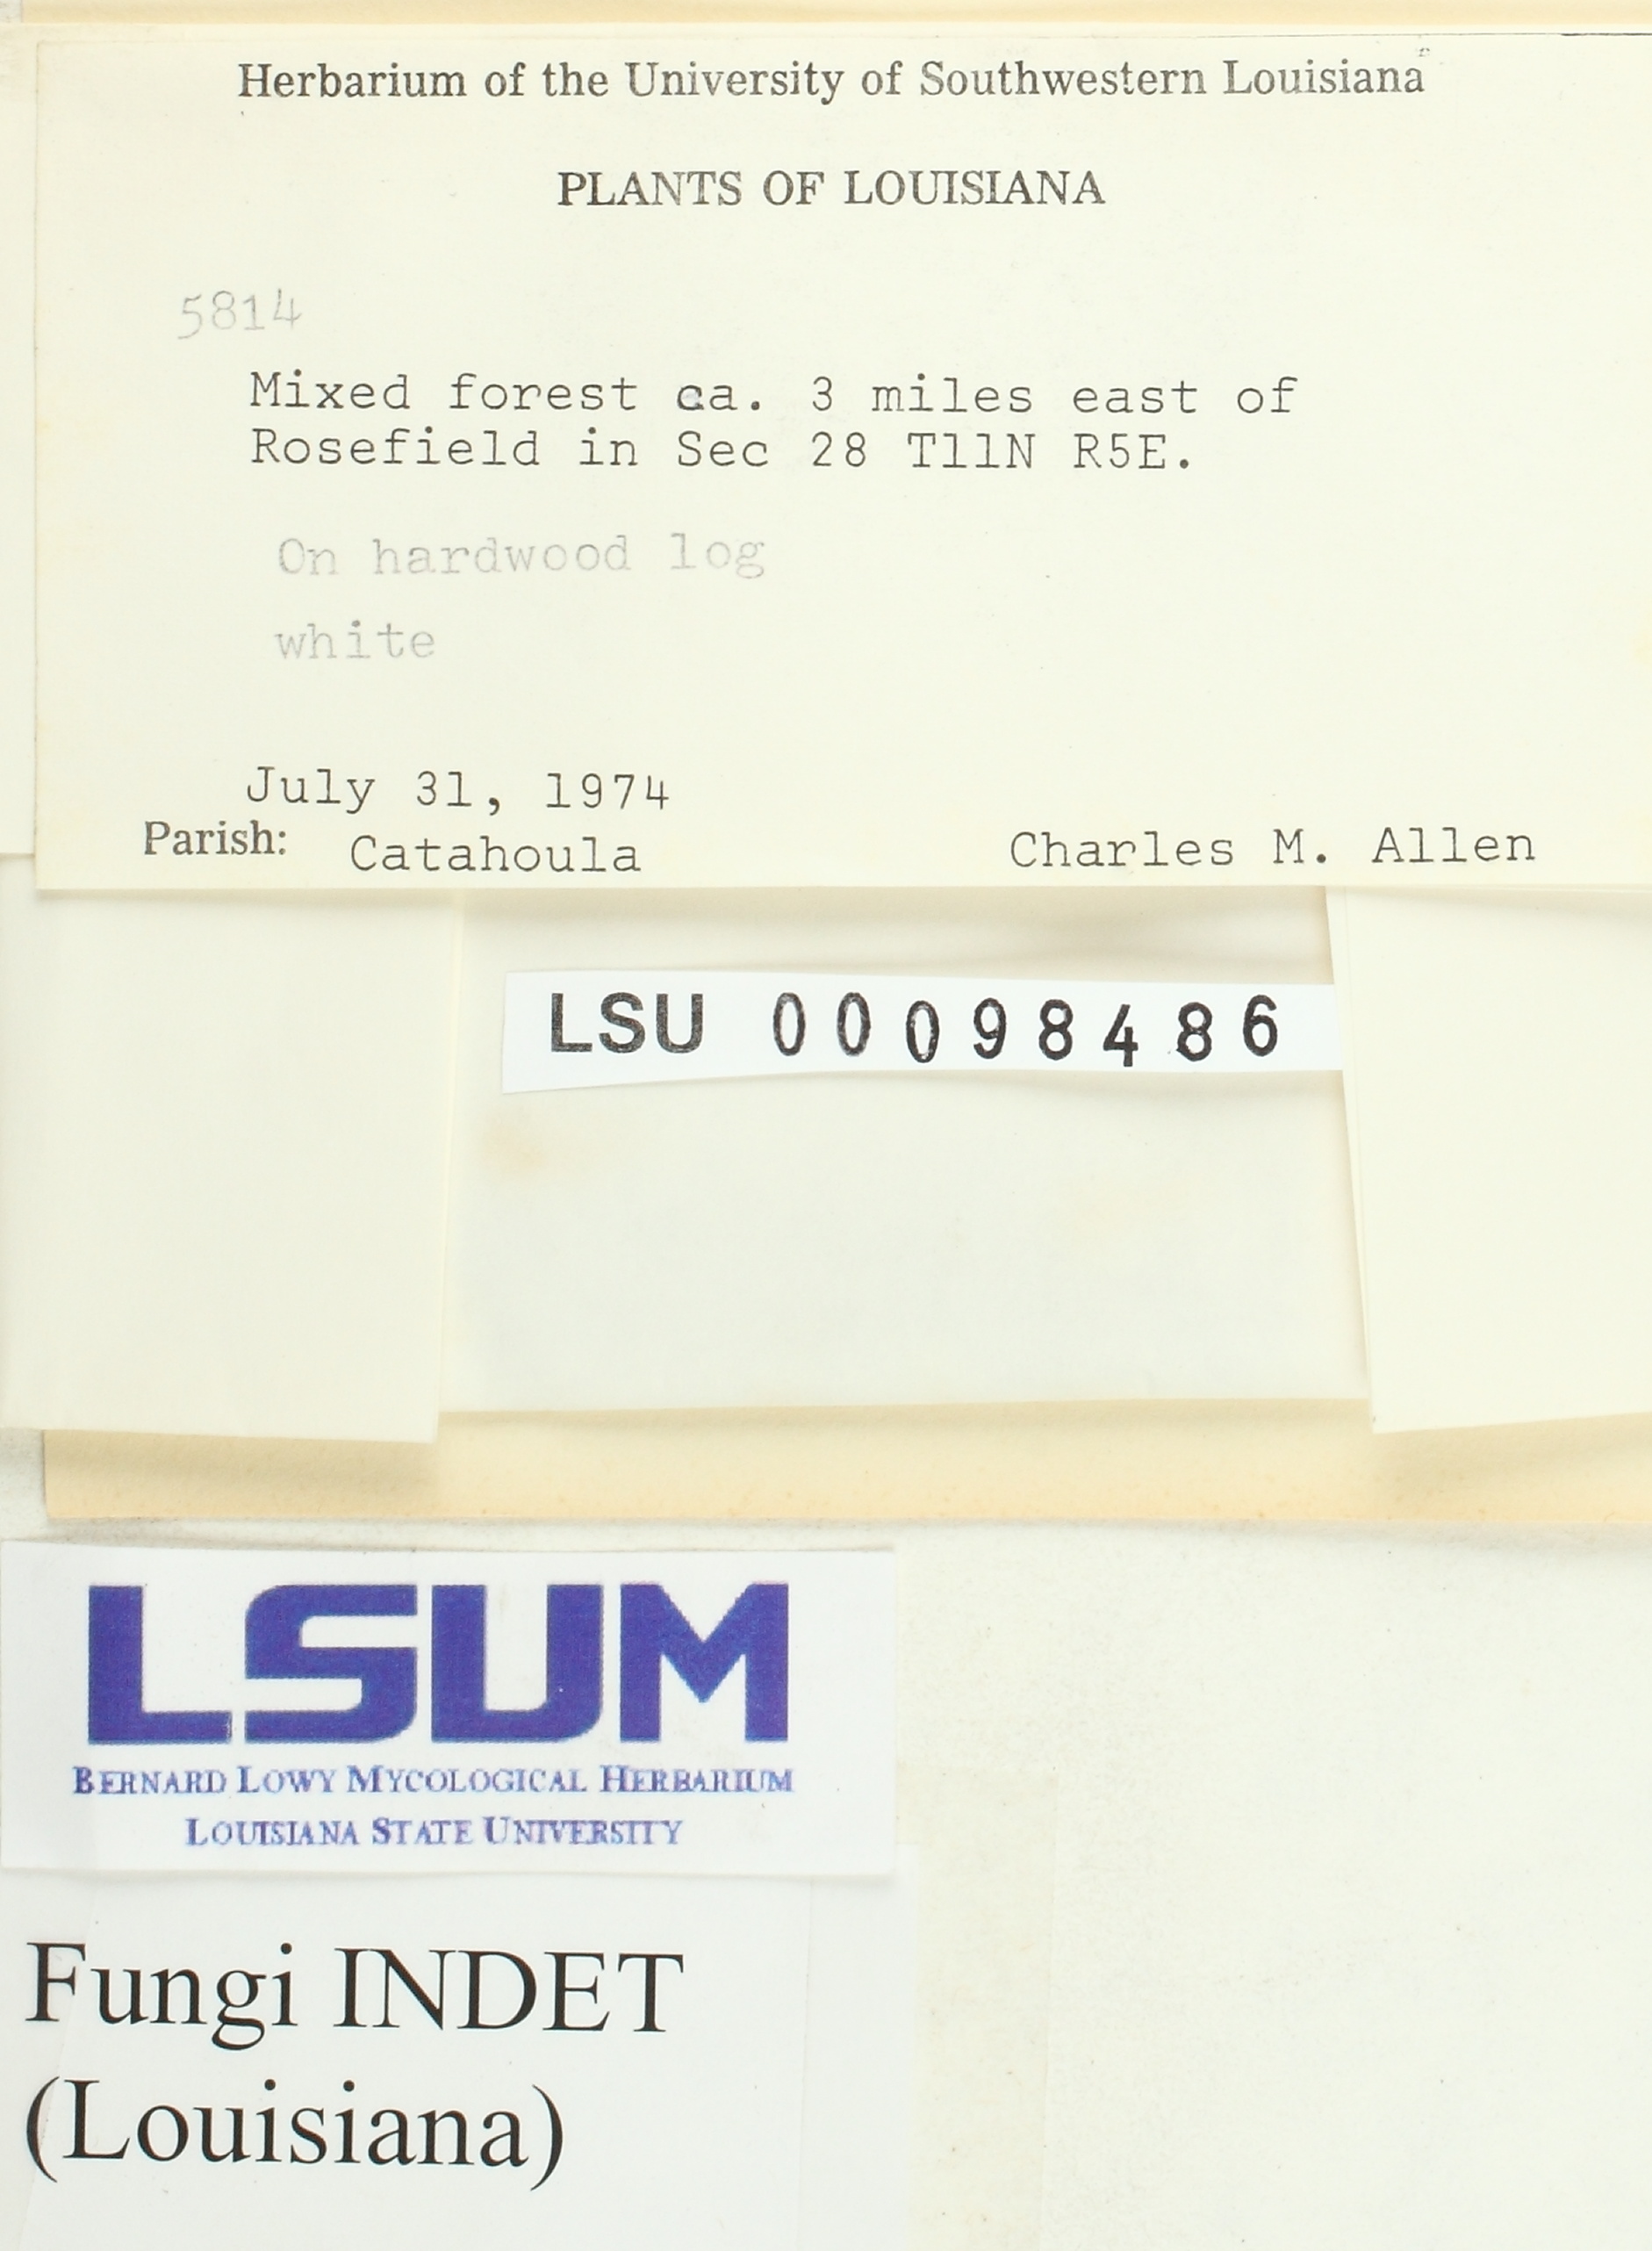 Herbarium of the University of Southwestern Louisiana
PLANTS OF LOUISIANA
5814
Mixed forest ca. 3 miles east of
Rosefield in Sec 28 T11N R5E.
On hardwood log
white
July 31, 1974
Parish: Catahoula Charles M. Allen
LSU 00098486
LSUM
BERNARD LOWY MYCOLOGICAL HERBARIUM
LOUISIANA STATE UNIVERSITY
Fungi INDET
(Louisiana)